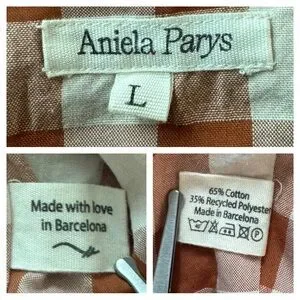 Aniela Parys
L
Made with love
in Barcelona
65% Cotton
35% Recycled Polyester
Made in Barcelona